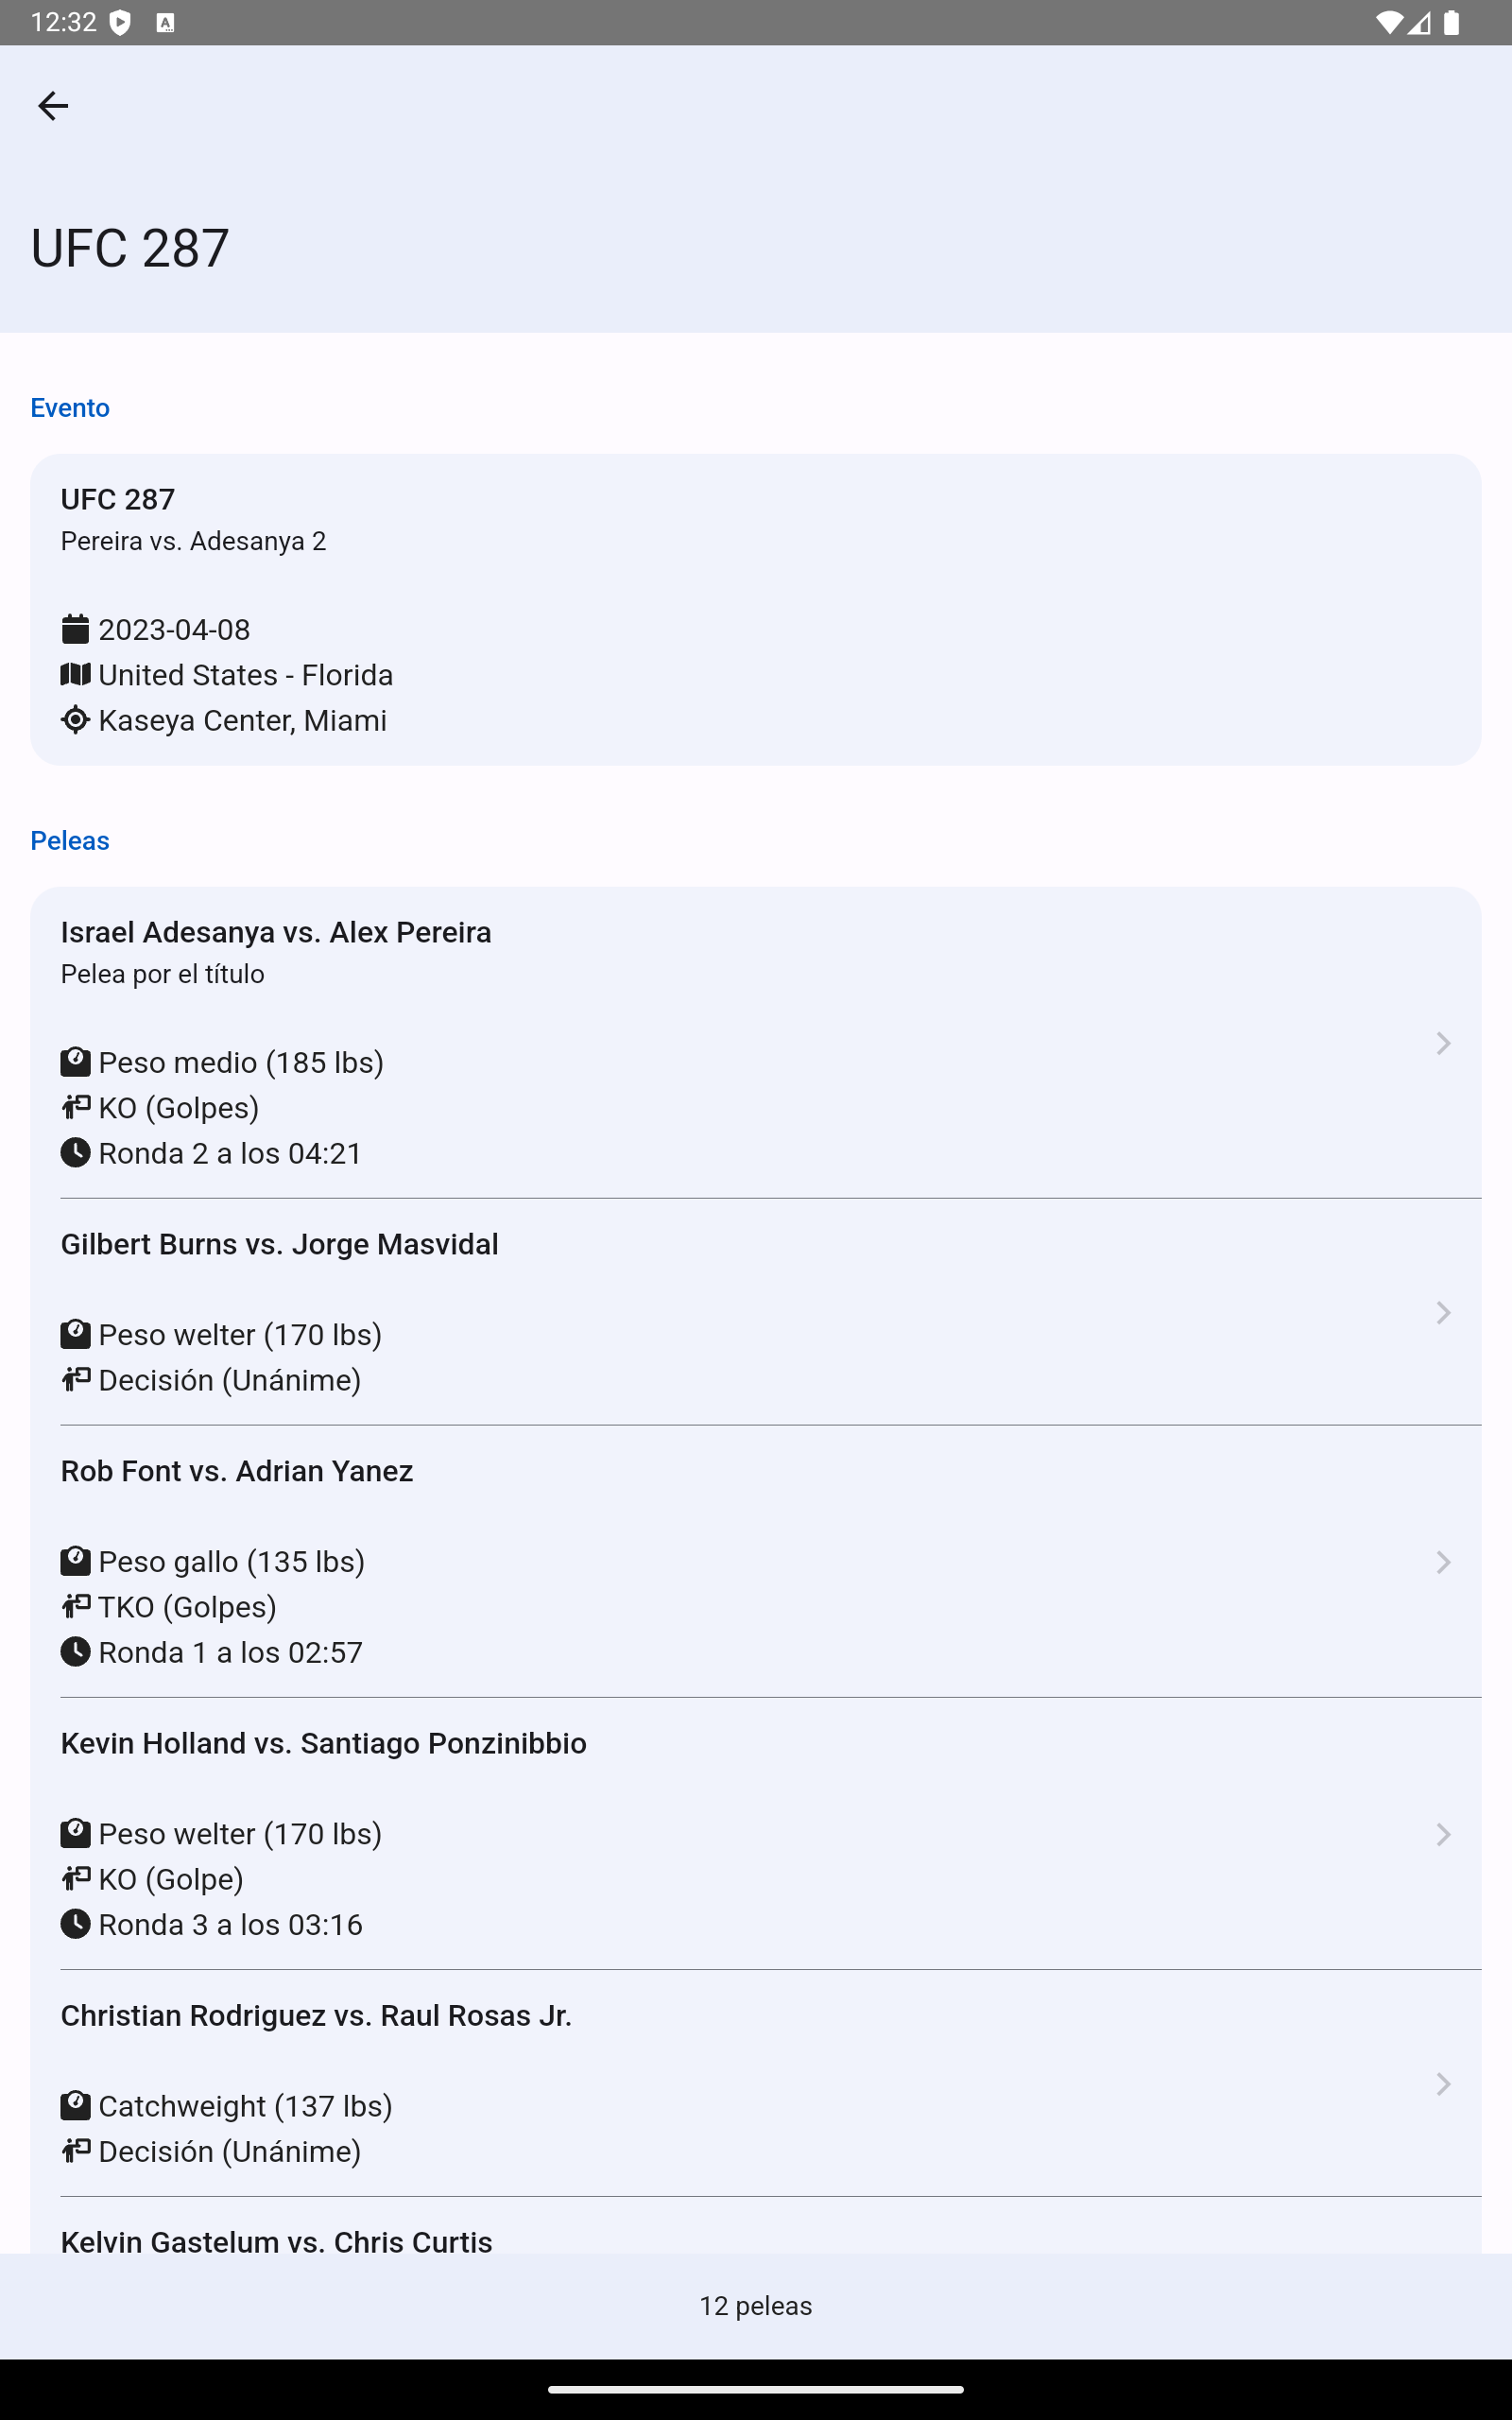 12:32
UFC 287
Evento
UFC 287
Pereira vs. Adesanya 2
2023-04-08
United States - Florida
Kaseya Center, Miami
Peleas
Israel Adesanya vs. Alex Pereira
Pelea por el título
Peso medio (185 lbs)
KO (Golpes)
Ronda 2 a los 04:21
Gilbert Burns vs. Jorge Masvidal
Peso welter (170 lbs)
Decisión (Unánime)
Rob Font vs. Adrian Yanez
Peso gallo (135 lbs)
TKO (Golpes)
Ronda 1 a los 02:57
Kevin Holland vs. Santiago Ponzinibbio
Peso welter (170 lbs)
KO (Golpe)
Ronda 3 a los 03:16
Christian Rodriguez vs. Raul Rosas Jr.
Catchweight (137 lbs)
Decisión (Unánime)
Kelvin Gastelum vs. Chris Curtis
12 peleas